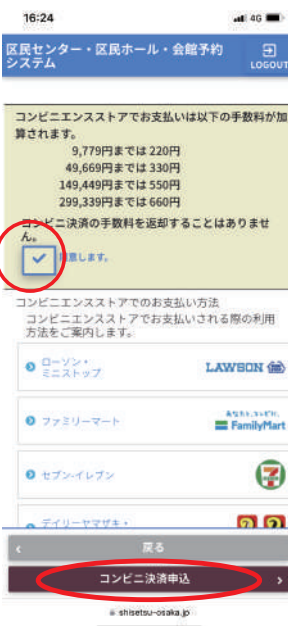 16:24
4G
区民センター・区民ホール・会館予約
システム
LOGOUT
コンビニエンスストアでお支払いは以下の手数料が加
算されます。
9,779円までは 220円
49,669円までは 330円
149,449円までは 550円
299,339円までは 660円
コンビニ決済の手数料を返却することはありませ
ん。
同意します。
コンビニエンスストアでのお支払い方法
コンビニエンスストアでお支払いされる際の利用
方法をご案内します。
ローソン・
ミニストップ
LAWSON
ファミリーマート
あなたと、コンビに、
FamilyMart
セブン-イレブン
デイリーヤマザキ・
戻る
コンビニ決済申込
shisetsu-osaka.jp